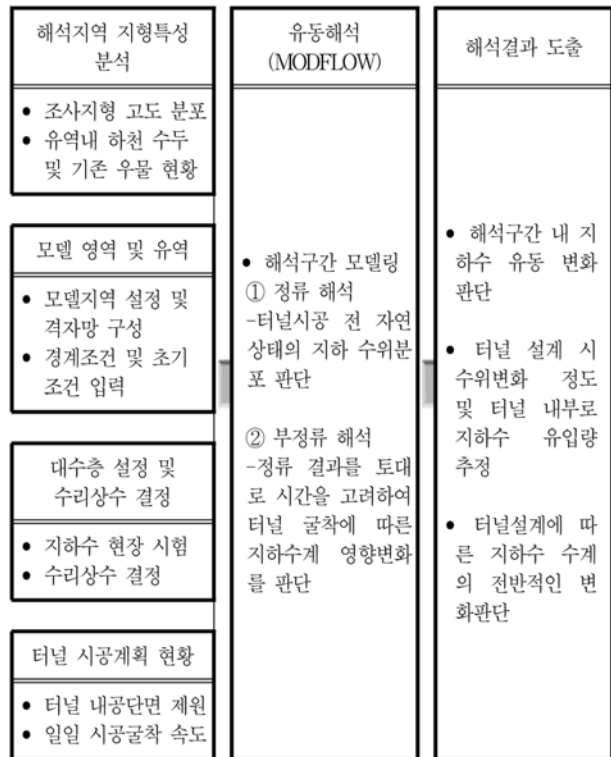 해석지역 지형특성
분석
• 조사지형 고도 분포
• 유역내 하천 수두
및 기존 우물 현황
모델 영역 및 유역
• 모델지역 설정 및
격자망 구성
• 경계조건 및 초기
조건 입력
대수층 설정 및
수리상수 결정
• 지하수 현장 시험
• 수리상수 결정
터널 시공계획 현황
• 터널 내공단면 제원
• 일일 시공굴착 속도
유동해석
(MODFLOW)
• 해석구간 모델링
① 정류 해석
-터널시공 전 자연
상태의 지하 수위분
포 판단
② 부정류 해석
-정류 결과를 토대
로 시간을 고려하여
터널 굴착에 따른
지하수계 영향변화
를 판단
해석결과 도출
• 해석구간 내 지
하수 유동 변화
판단
• 터널 설계 시
수위변화 정도
및 터널 내부로
지하수 유입량
추정
• 터널설계에 따
른 지하수 수계
의 전반적인 변
화판단